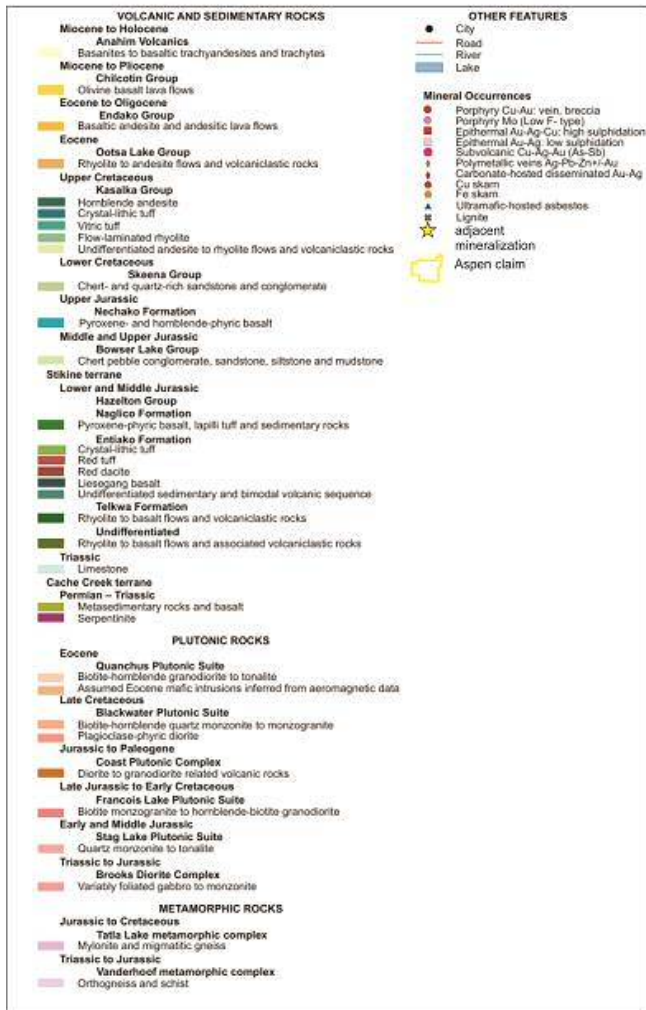 VOLCANIC AND SEDIMENTARY ROCKS
Miocene to Holocene
Anahim Volcanics
Basanites to basaltic trachyandesites and trachytes
Miocene to Pliocene
Chilcotin Group
Olivine basalt lava flows
Eocene to Oligocene
Endako Group
Basaltic andesite and andesitic lava flows
Eocene
Ootsa Lake Group
Rhyolite to andesite flows and volcaniclastic rocks
Upper Cretaceous
Kasalka Group
Hornblende andesite
Crystal-lithic tuff
Vitric tuff
Flow-laminated rhyolite
Undifferentiated andesite to rhyolite flows and volcaniclastic rocks
Lower Cretaceous
Skeena Group
Chert- and quartz-rich sandstone and conglomerate
Upper Jurassic
Nechako Formation
Pyroxene- and hornblende-phyric basalt
Middle and Upper Jurassic
Bowser Lake Group
Chert pebble conglomerate, sandstone, siltstone and mudstone
Stikine terrane
Lower and Middle Jurassic
Hazelton Group
Naglico Formation
Pyroxene-phyric basalt, lapilli tuff and sedimentary rocks
Entiako Formation
Crystal-lithic tuff
Red tuff
Red dacite
Liesegang basalt
Undifferentiated sedimentary and bimodal volcanic sequence
Telkwa Formation
Rhyolite to basalt flows and volcaniclastic rocks
Undifferentiated
Rhyolite to basalt flows and associated volcaniclastic rocks
Triassic
Limestone
Cache Creek terrane
Permian – Triassic
Metasedimentary rocks and basalt
Serpentinite
PLUTONIC ROCKS
Eocene
Quanchus Plutonic Suite
Biotite-hornblende granodiorite to tonalite
Assumed Eocene mafic intrusions inferred from aeromagnetic data
Late Cretaceous
Blackwater Plutonic Suite
Biotite-hornblende quartz monzonite to monzogranite
Plagioclase-phyric diorite
Jurassic to Paleogene
Coast Plutonic Complex
Diorite to granodiorite related volcanic rocks
Late Jurassic to Early Cretaceous
Francois Lake Plutonic Suite
Biotite monzogranite to hornblende-biotite granodiorite
Early and Middle Jurassic
Stag Lake Plutonic Suite
Quartz monzonite to tonalite
Triassic to Jurassic
Brooks Diorite Complex
Variably foliated gabbro to monzonite
METAMORPHIC ROCKS
Jurassic to Cretaceous
Tatla Lake metamorphic complex
Mylonite and migmatitic gneiss
Triassic to Jurassic
Vanderhoof metamorphic complex
Orthogneiss and schist
OTHER FEATURES
City
Road
River
Lake
Mineral Occurrences
Porphyry Cu-Au: vein, breccia
Porphyry Mo (Low F- type)
Epithermal Au-Ag-Cu: high sulphidation
Epithermal Au-Ag: low sulphidation
Subvolcanic Cu-Ag-Au (As-Sb)
Polymetallic veins Ag-Pb-Zn+/-Au
Carbonate-hosted disseminated Au-Ag
Cu skarn
Fe skarn
Ultramafic-hosted asbestos
Lignite
adjacent
mineralization
Aspen claim